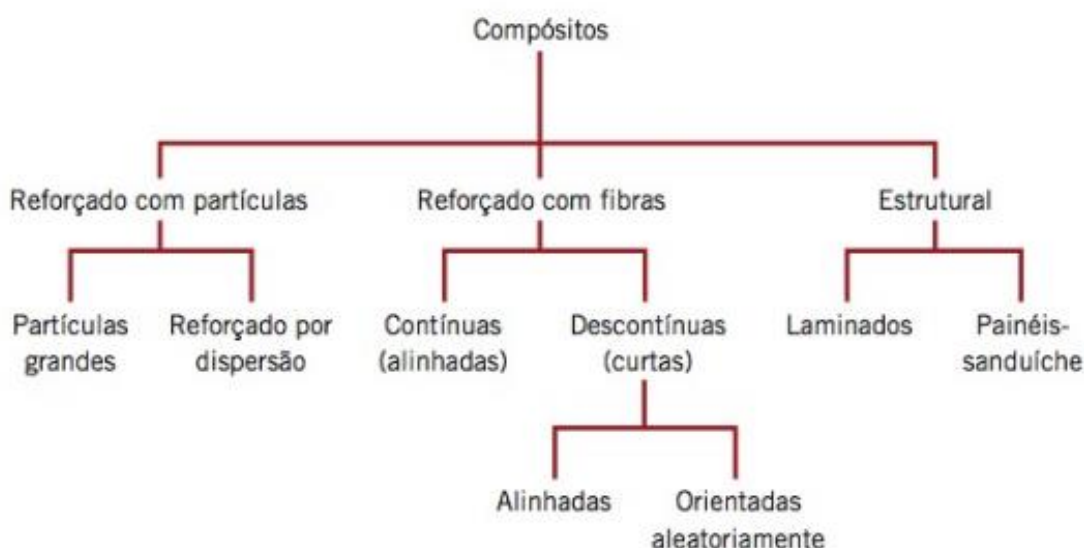 Compósitos
Reforçado com partículas
Reforçado com fibras
Estrutural
Partículas
grandes
Reforçado por
dispersão
Contínuas
(alinhadas)
Descontínuas
(curtas)
Laminados
Painéis-
sanduíche
Alinhadas
Orientadas
aleatoriamente